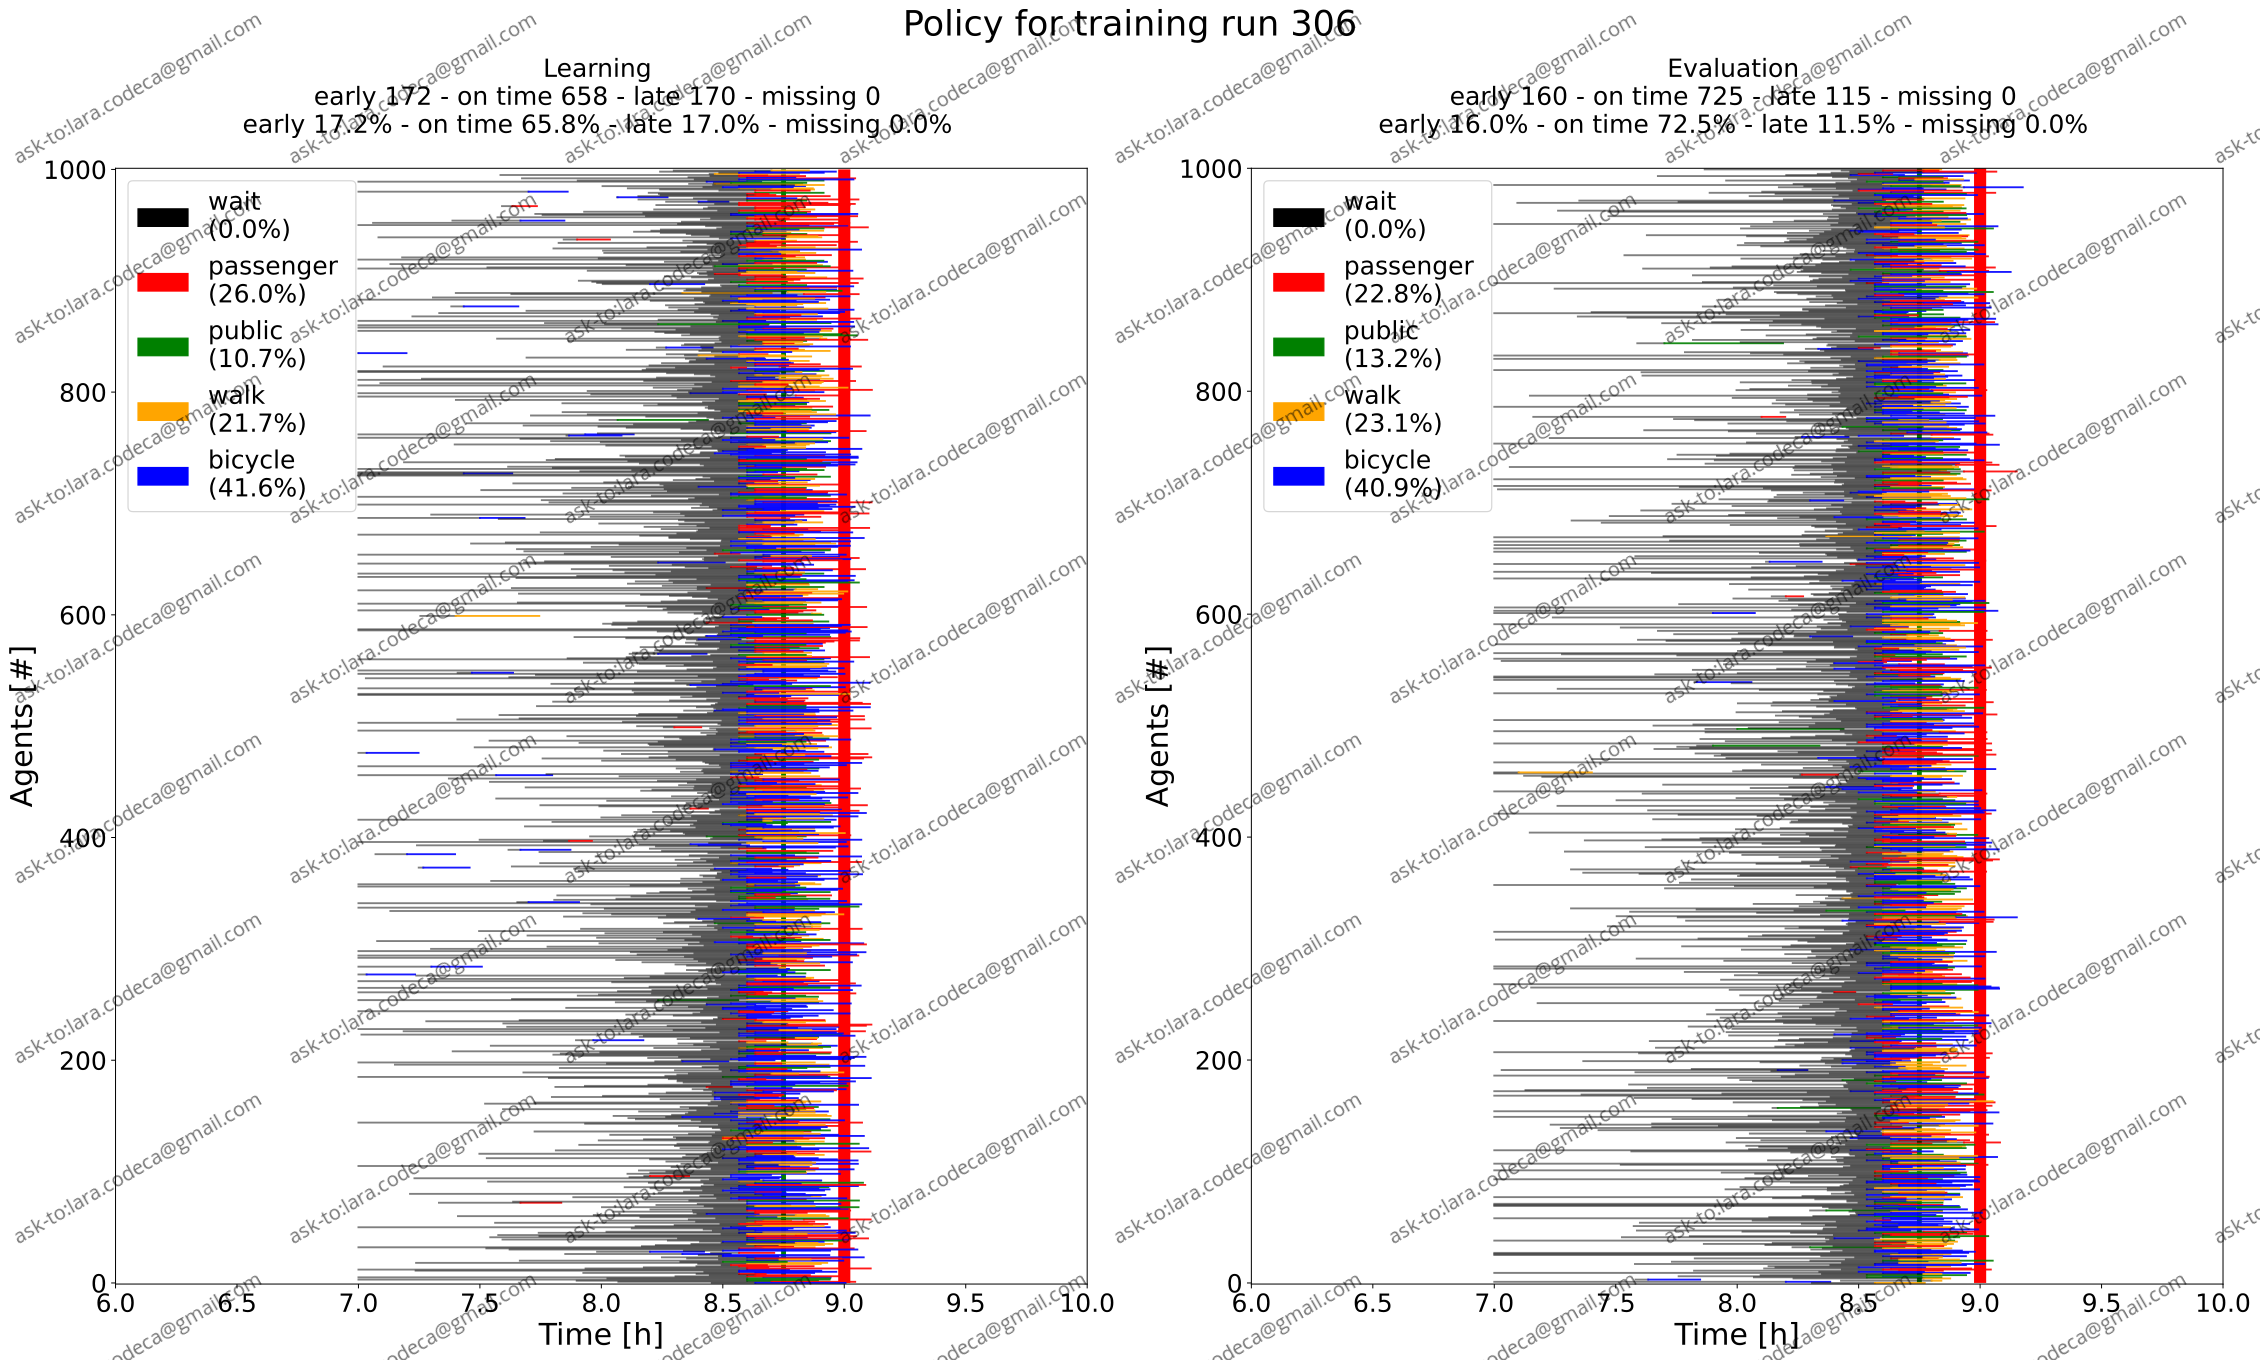 Policy for training run 306
Learning
early 172 - on time 658 - late 170 - missing 0
early 17.2% - on time 65.8% - late 17.0% - missing 0.0%
Evaluation
early 160 - on time 725 - late 115 - missing 0
early 16.0% - on time 72.5% - late 11.5% - missing 0.0%
wait
(0.0%)
passenger
(26.0%)
public
(10.7%)
walk
(21.7%)
bicycle
(41.6%)
Agents [#]
1000
800
600
400
200
0
6.0 6.5 7.0 7.5 8.0 8.5 9.0 9.5 10.0
Time [h]
wait
(0.0%)
passenger
(22.8%)
public
(13.2%)
walk
(23.1%)
bicycle
(40.9%)
Agents [#]
1000
800
600
400
200
0
6.0 6.5 7.0 7.5 8.0 8.5 9.0 9.5 10.0
Time [h]
ask-to:lara.codeca@gmail.com